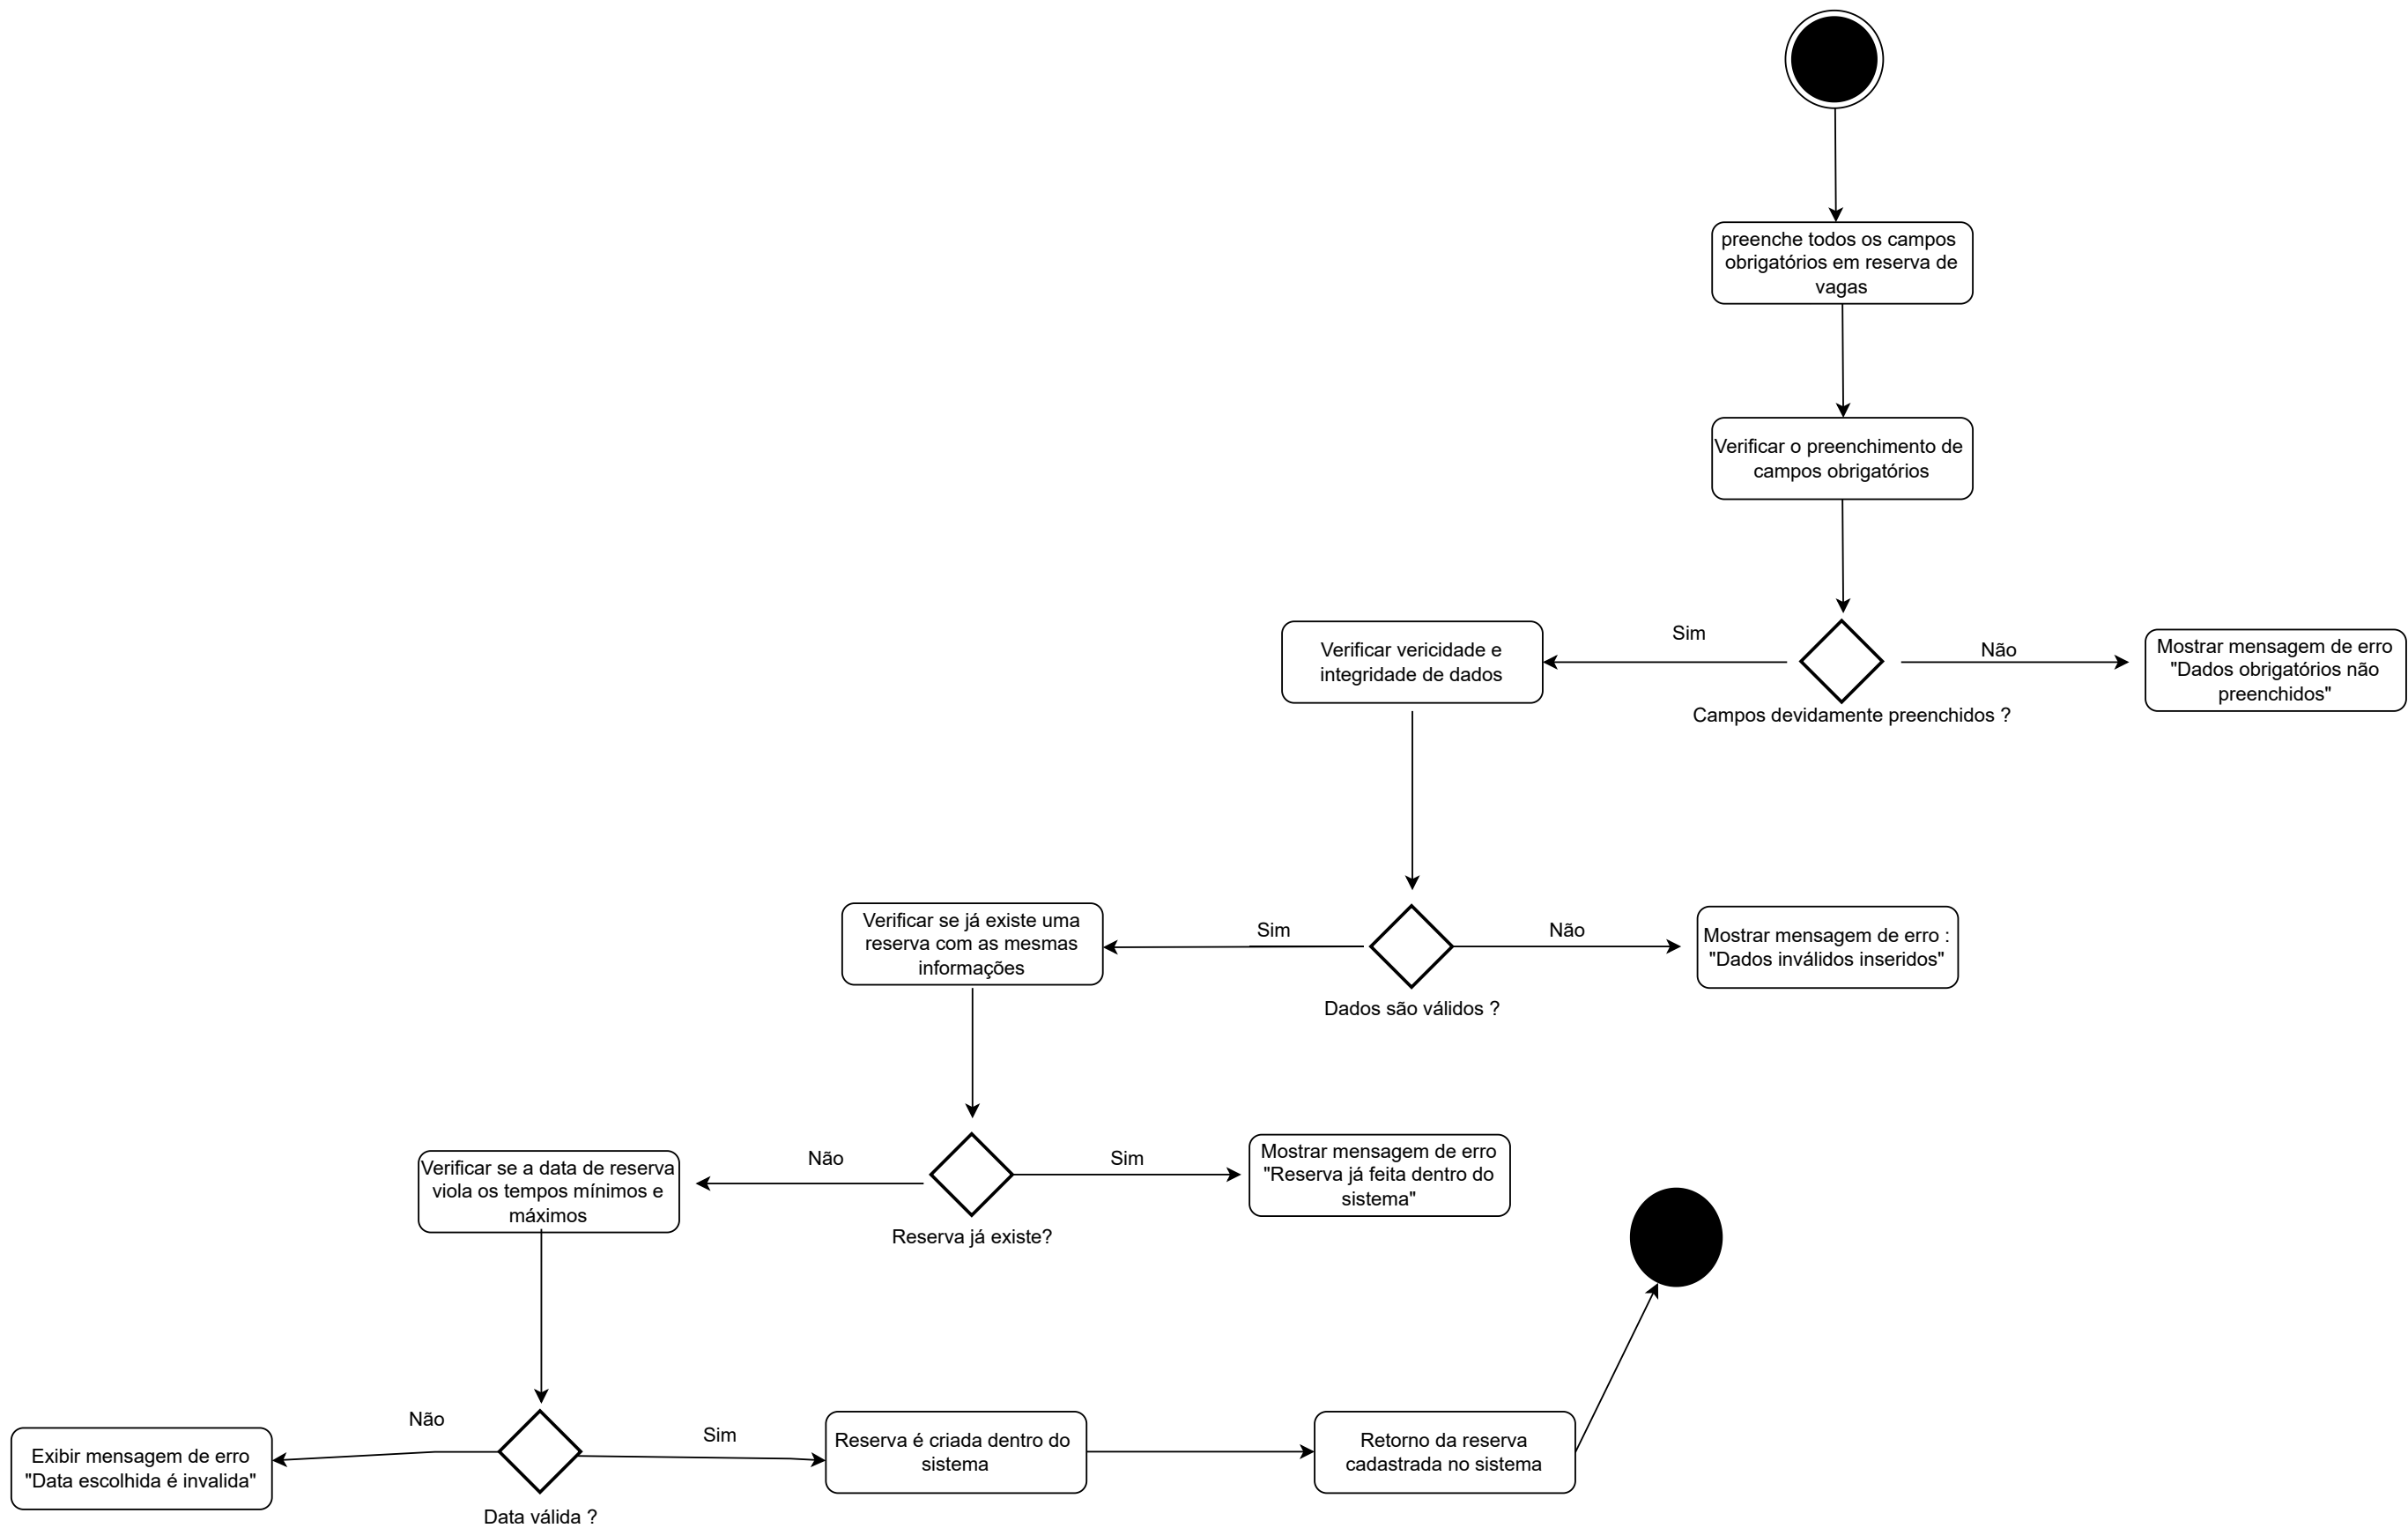 preenche todos os campos
obrigatórios em reserva de
vagas
Verificar o preenchimento de
campos obrigatórios
Sim
Não
Verificar vericidade e
integridade de dados
Mostrar mensagem de erro
"Dados obrigatórios não
preenchidos"
Campos devidamente preenchidos ?
Verificar se já existe uma
reserva com as mesmas
informações
Sim
Não
Mostrar mensagem de erro :
"Dados inválidos inseridos"
Dados são válidos ?
Verificar se a data de reserva
viola os tempos mínimos e
máximos
Não
Sim
Mostrar mensagem de erro
"Reserva já feita dentro do
sistema"
Reserva já existe?
Não
Sim
Exibir mensagem de erro
"Data escolhida é invalida"
Reserva é criada dentro do
sistema
Retorno da reserva
cadastrada no sistema
Data válida ?